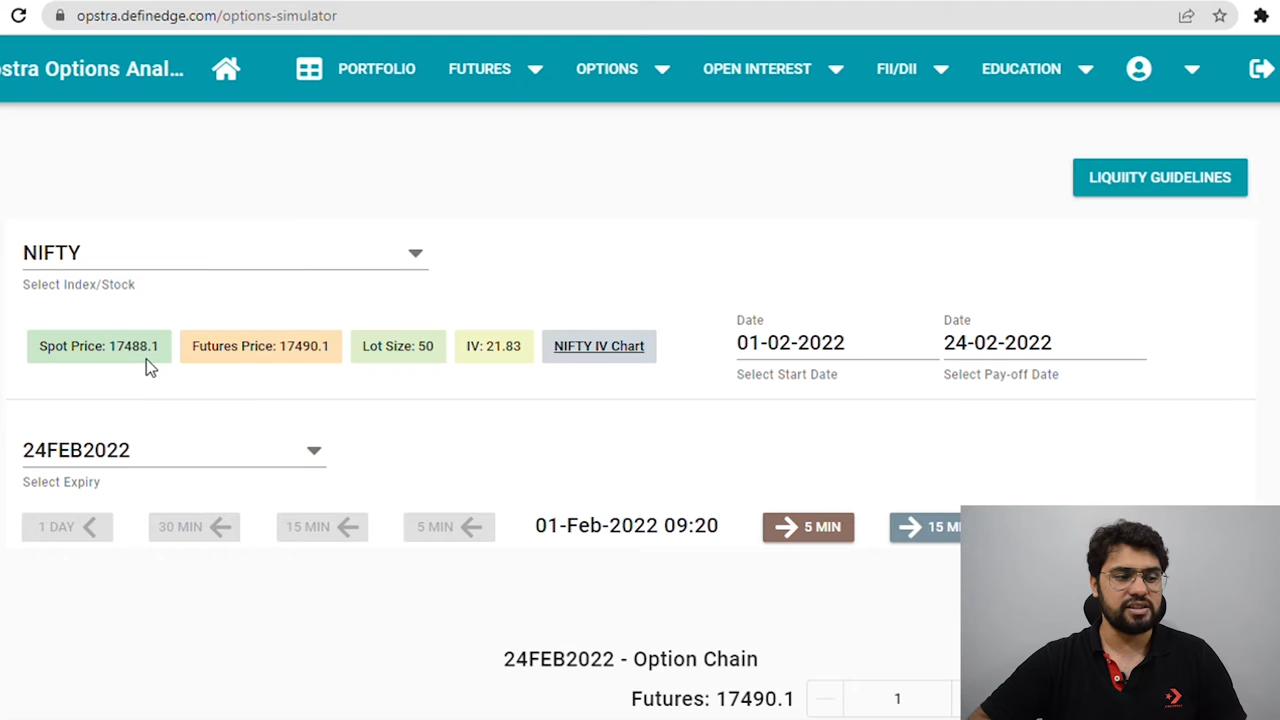 opstra.definedge.com/options-simulator
stra Options Anal... PORTFOLIO FUTURES OPTIONS OPEN INTEREST FII/DII EDUCATION
LIQUIITY GUIDELINES
NIFTY
Select Index/Stock
Spot Price: 17488.1 Futures Price: 17490.1 Lot Size: 50 IV: 21.83 NIFTY IV Chart
Date Date
01-02-2022 24-02-2022
Select Start Date Select Pay-off Date
24FEB2022
Select Expiry
1 DAY 30 MIN 15 MIN 5 MIN 01-Feb-2022 09:20 5 MIN 15 MI
24FEB2022 - Option Chain
Futures: 17490.1 1